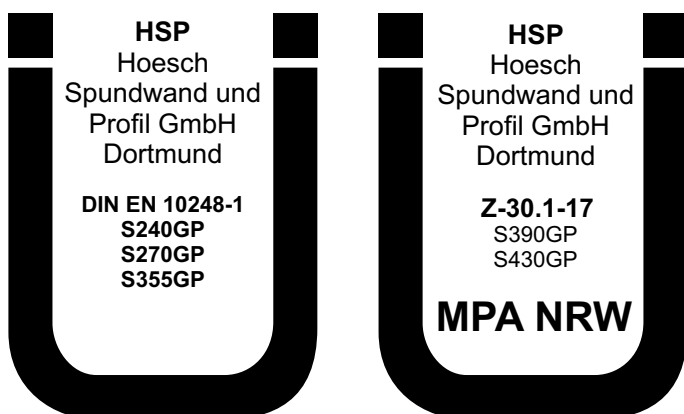 HSP
Hoesch
Spundwand und
Profil GmbH
Dortmund
DIN EN 10248-1
S240GP
S270GP
S355GP
HSP
Hoesch
Spundwand und
Profil GmbH
Dortmund
Z-30.1-17
S390GP
S430GP
MPA NRW